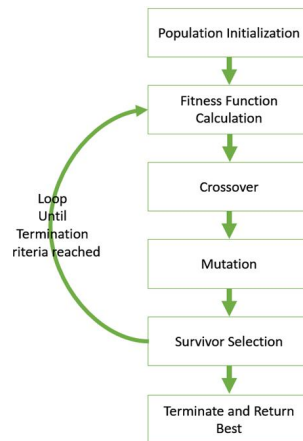 Population Initialization
Fitness Function
Calculation
Crossover
Loop
Until
Termination
riteria reached
Mutation
Survivor Selection
Terminate and Return
Best